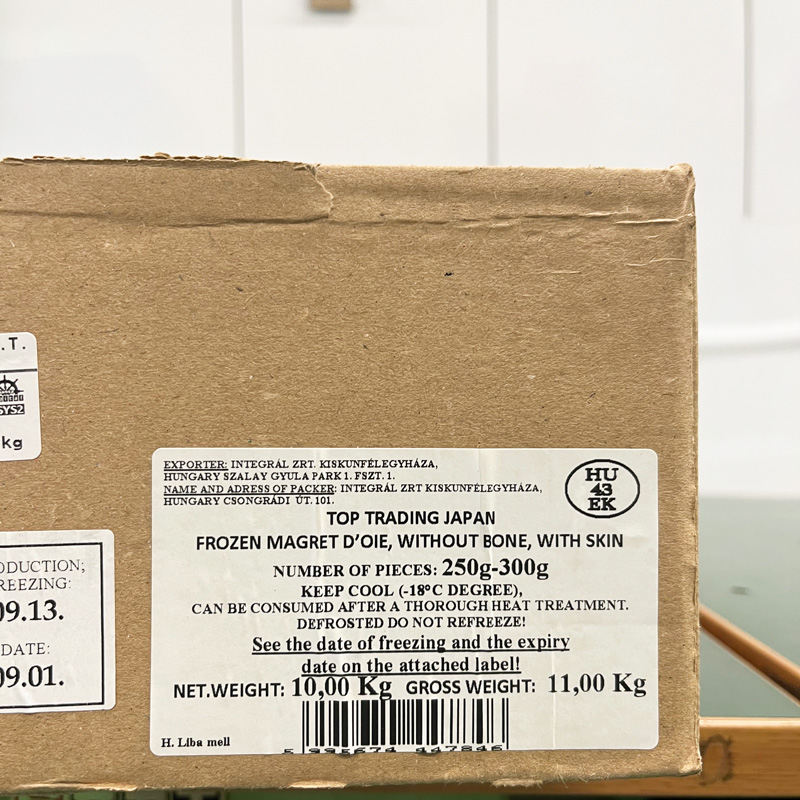 .T.
SYS2
kg
EXPORTER: INTEGRÁL ZRT. KISKUNFÉLEGYHÁZA,
HUNGARY SZALAY GYULA PARK 1. FSZT. 1.
NAME AND ADRESS OF PACKER: INTEGRÁL ZRT KISKUNFÉLEGYHÁZA,
HUNGARY CSONGRÁDI ÚT. 101.
HU
43
EK
TOP TRADING JAPAN
FROZEN MAGRET D'OIE, WITHOUT BONE, WITH SKIN
NUMBER OF PIECES: 250g-300g
KEEP COOL (-18°C DEGREE),
CAN BE CONSUMED AFTER A THOROUGH HEAT TREATMENT.
DEFROSTED DO NOT REFREEZE!
See the date of freezing and the expiry
date on the attached label!
NET.WEIGHT: 10,00 Kg GROSS WEIGHT: 11,00 Kg
H. Liba mell
5 995674 447846
ODUCTION;
REEZING:
09.13.
DATE:
09.01.